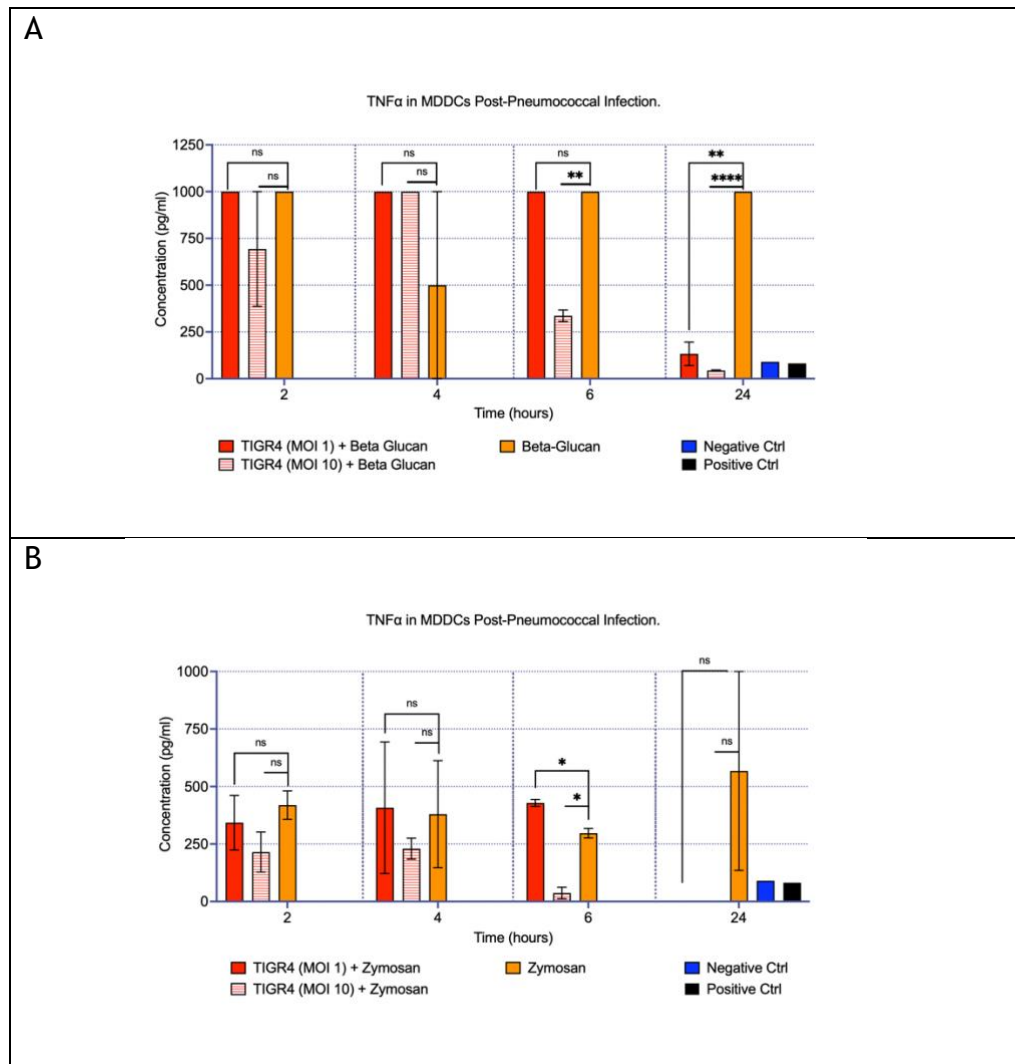 A
TNFα in MDDCs Post-Pneumococcal Infection.
Concentration (pg/ml)
1250
1000
750
500
250
0
ns
ns
ns
ns
ns
**
**
****
2
4
6
24
Time (hours)
TIGR4 (MOI 1) + Beta Glucan
Beta-Glucan
Negative Ctrl
TIGR4 (MOI 10) + Beta Glucan
Positive Ctrl
B
TNFα in MDDCs Post-Pneumococcal Infection.
Concentration (pg/ml)
1000
750
500
250
0
ns
ns
ns
ns
*
*
ns
ns
2
4
6
24
Time (hours)
TIGR4 (MOI 1) + Zymosan
Zymosan
Negative Ctrl
TIGR4 (MOI 10) + Zymosan
Positive Ctrl